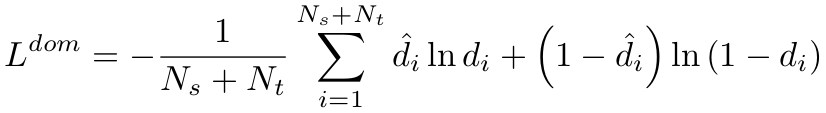 L^{dom} = -\frac{1}{N_s + N_t} \sum_{i=1}^{N_s+N_t} \hat{d}_i \ln d_i + \left(1 - \hat{d}_i\right) \ln \left(1 - d_i\right)